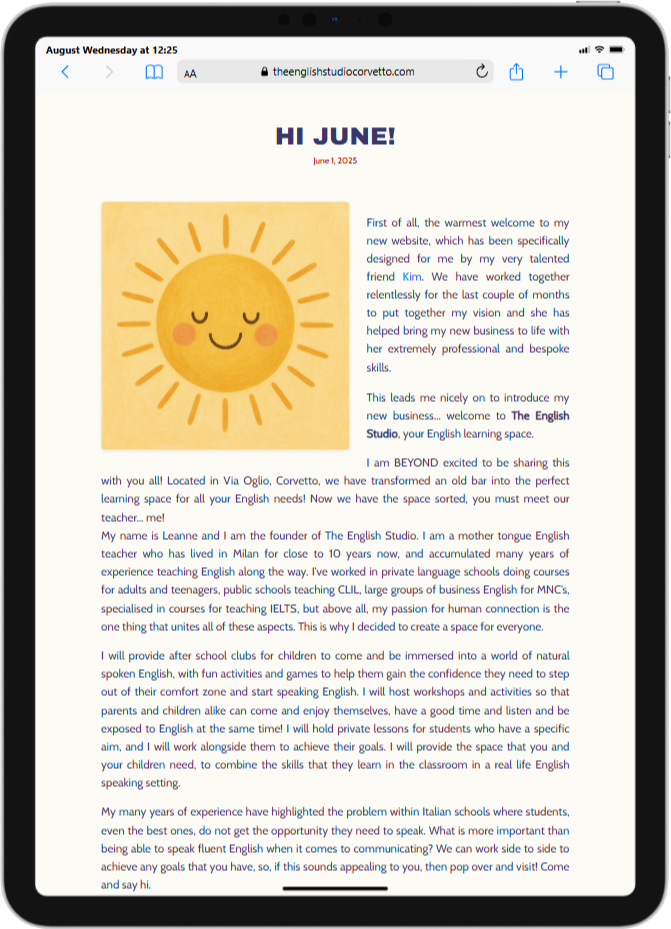 August Wednesday at 12:25
AA
theenglishstudiocorvetto.com
HI JUNE!
June 1, 2025
First of all, the warmest welcome to my
new website, which has been specifically
designed for me by my very talented
friend Kim. We have worked together
relentlessly for the last couple of months
to put together my vision and she has
helped bring my new business to life with
her extremely professional and bespoke
skills.
This leads me nicely on to introduce my
new business... welcome to The English
Studio, your English learning space.
I am BEYOND excited to be sharing this
with you all! Located in Via Oglio, Corvetto, we have transformed an old bar into the perfect
learning space for all your English needs! Now we have the space sorted, you must meet our
teacher... me!
My name is Leanne and I am the founder of The English Studio. I am a mother tongue English
teacher who has lived in Milan for close to 10 years now, and accumulated many years of
experience teaching English along the way. I've worked in private language schools doing courses
for adults and teenagers, public schools teaching CLIL, large groups of business English for MNC's,
specialised in courses for teaching IELTS, but above all, my passion for human connection is the
one thing that unites all of these aspects. This is why I decided to create a space for everyone.
I will provide after school clubs for children to come and be immersed into a world of natural
spoken English, with fun activities and games to help them gain the confidence they need to step
out of their comfort zone and start speaking English. I will host workshops and activities so that
parents and children alike can come and enjoy themselves, have a good time and listen and be
exposed to English at the same time! I will hold private lessons for students who have a specific
aim, and I will work alongside them to achieve their goals. I will provide the space that you and
your children need, to combine the skills that they learn in the classroom in a real life English
speaking setting.
My many years of experience have highlighted the problem within Italian schools where students,
even the best ones, do not get the opportunity they need to speak. What is more important than
being able to speak fluent English when it comes to communicating? We can work side to side to
achieve any goals that you have, so, if this sounds appealing to you, then pop over and visit! Come
and say hi.